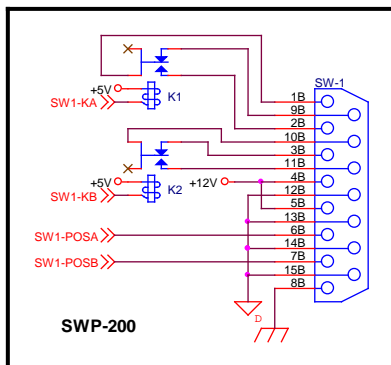 SW-1
+5V
K1
SW1-KA
1B
9B
2B
10B
3B
11B
+5V
K2
SW1-KB
+12V
4B
12B
5B
13B
SW1-POSA
6B
14B
SW1-POSB
7B
15B
8B
D
SWP-200